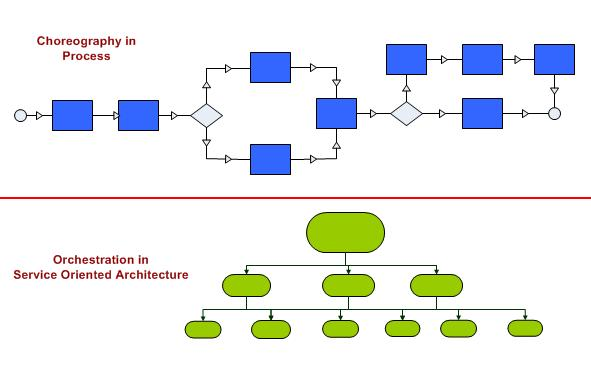 Choreography in
Process
Orchestration in
Service Oriented Architecture